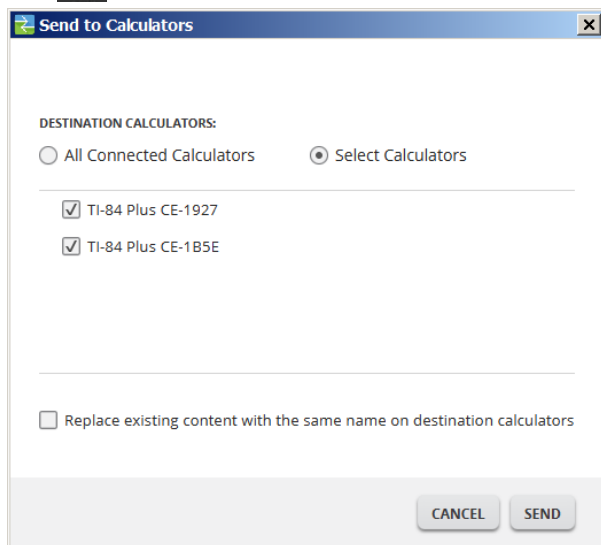 Send to Calculators
DESTINATION CALCULATORS:
All Connected Calculators Select Calculators
TI-84 Plus CE-1927
TI-84 Plus CE-1B5E
Replace existing content with the same name on destination calculators
CANCEL SEND